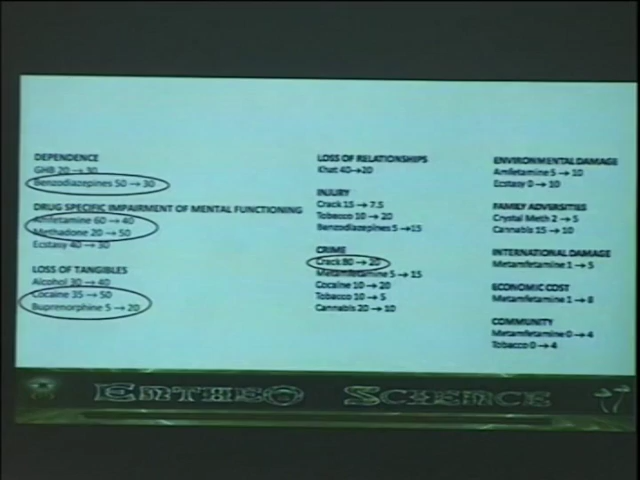 DEPENDENCE
GHB 20 → 30
Benzodiazepines 50 → 30
DRUG SPECIFIC IMPAIRMENT OF MENTAL FUNCTIONING
Amfetamine 60 → 40
Methadone 20 → 50
Ecstasy 40 → 30
LOSS OF TANGIBLES
Alcohol 30 → 40
Cocaine 35 → 50
Buprenorphine 5 → 20
LOSS OF RELATIONSHIPS
Khat 40→20
INJURY
Crack 15 → 7.5
Tobacco 10 → 20
Benzodiazepines 5 →15
CRIME
Crack 80 → 20
Metamfetamine 5 → 15
Cocaine 10 → 20
Tobacco 10 → 5
Cannabis 20 → 10
ENVIRONMENTAL DAMAGE
Amfetamine 5 → 10
Ecstasy 0 → 10
FAMILY ADVERSITIES
Crystal Meth 2 → 5
Cannabis 15 → 10
INTERNATIONAL DAMAGE
Metamfetamine 1 → 5
ECONOMIC COST
Metamfetamine 1 → 8
COMMUNITY
Metamfetamine 0 → 4
Tobacco 0 → 4
Entheo Science